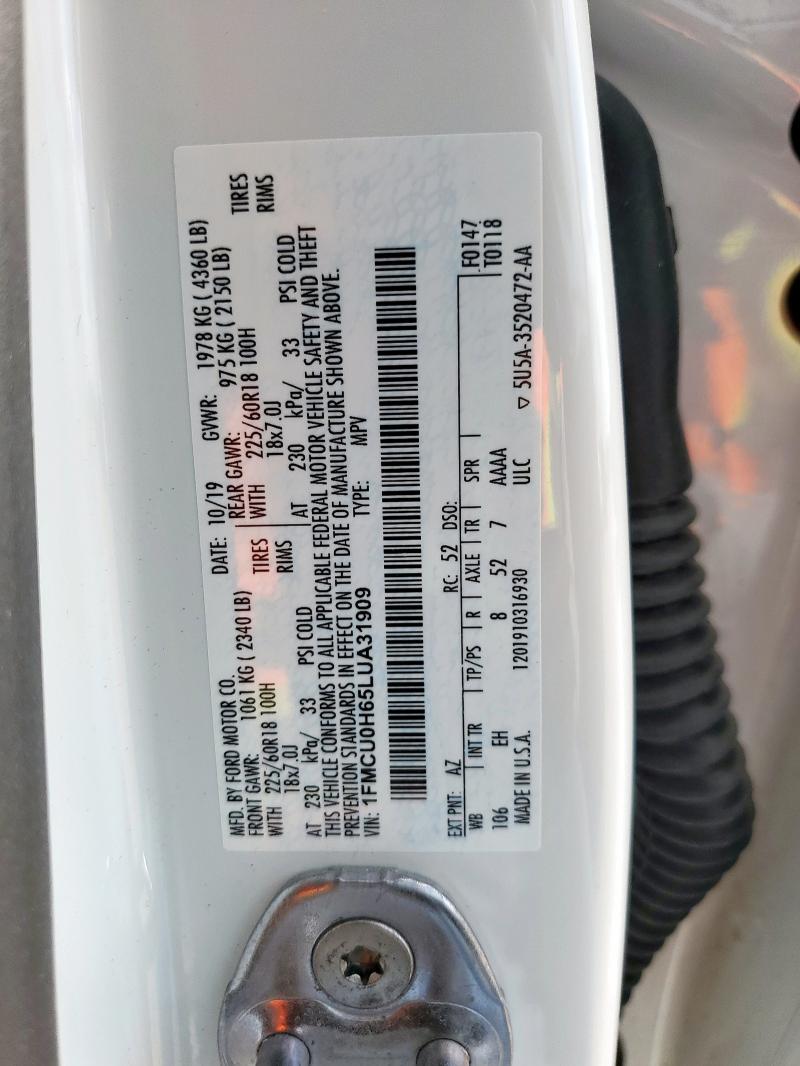 MFD. BY FORD MOTOR CO.
DATE: 10/19 GVWR: 1978 KG ( 4360 LB)
FRONT GAWR: 1061 KG ( 2340 LB) REAR GAWR: 975 KG ( 2150 LB)
WITH 225/60R18 100H TIRES WITH 225/60R18 100H TIRES
18x7.0J RIMS 18x7.0J RIMS
AT 230 kPa/ 33 PSI COLD AT 230 kPa/ 33 PSI COLD
THIS VEHICLE CONFORMS TO ALL APPLICABLE FEDERAL MOTOR VEHICLE SAFETY AND THEFT
PREVENTION STANDARDS IN EFFECT ON THE DATE OF MANUFACTURE SHOWN ABOVE.
VIN: 1FMCU0H65LUA31909 TYPE: MPV
EXT PNT: AZ RC: 52 DSO: F0147
WB INT TR TP/PS R AXLE TR SPR T0118
106 EH 8 52 7 AAAA
MADE IN U.S.A. 1201910316930 ULC ▽ 5U5A-3520472-AA